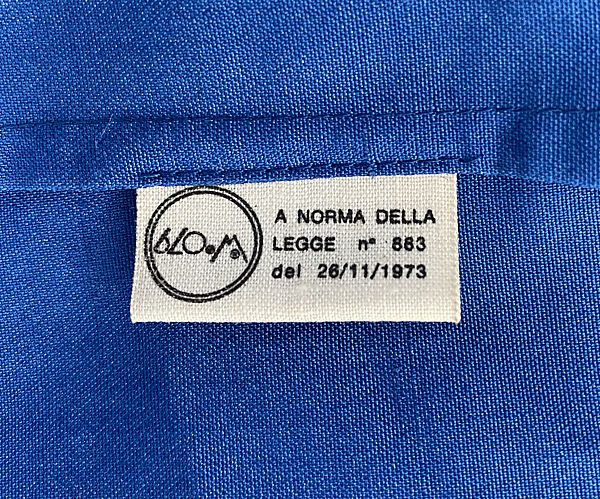 A NORMA DELLA
LEGGE n° 883
del 26/11/1973